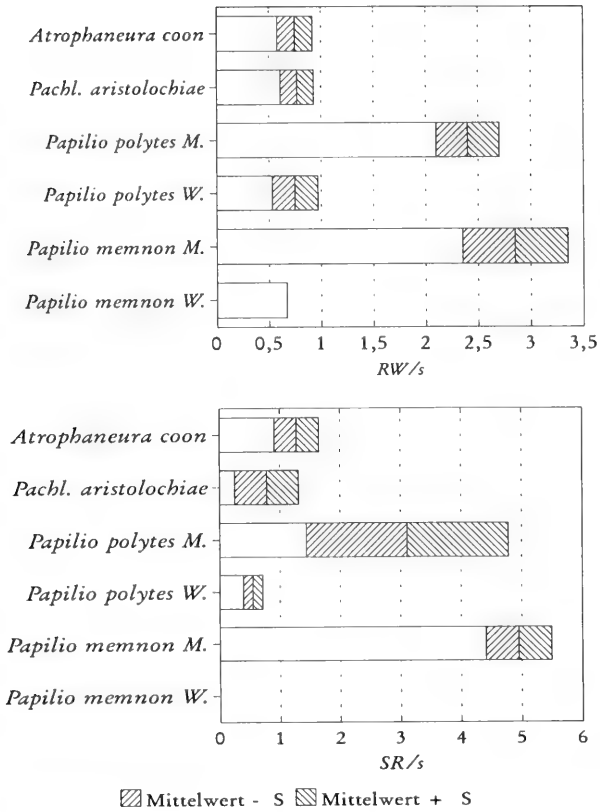 Atrophaneura coon
Pachl. aristolochiae
Papilio polytes M.
Papilio polytes W.
Papilio memnon M.
Papilio memnon W.
0 0,5 1 1,5 2 2,5 3 3,5
RW/s
Atrophaneura coon
Pachl. aristolochiae
Papilio polytes M.
Papilio polytes W.
Papilio memnon M.
Papilio memnon W.
0 1 2 3 4 5 6
SR/s
Mittelwert - S Mittelwert + S